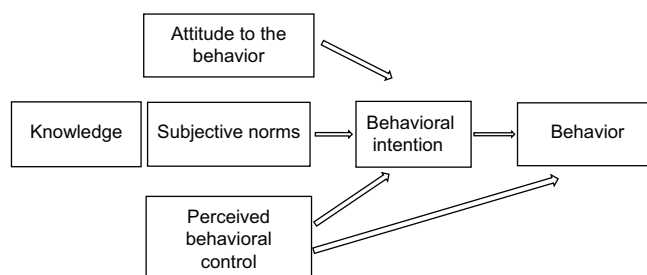 Attitude to the
behavior
Knowledge
Subjective norms
Behavioral
intention
Behavior
Perceived
behavioral
control